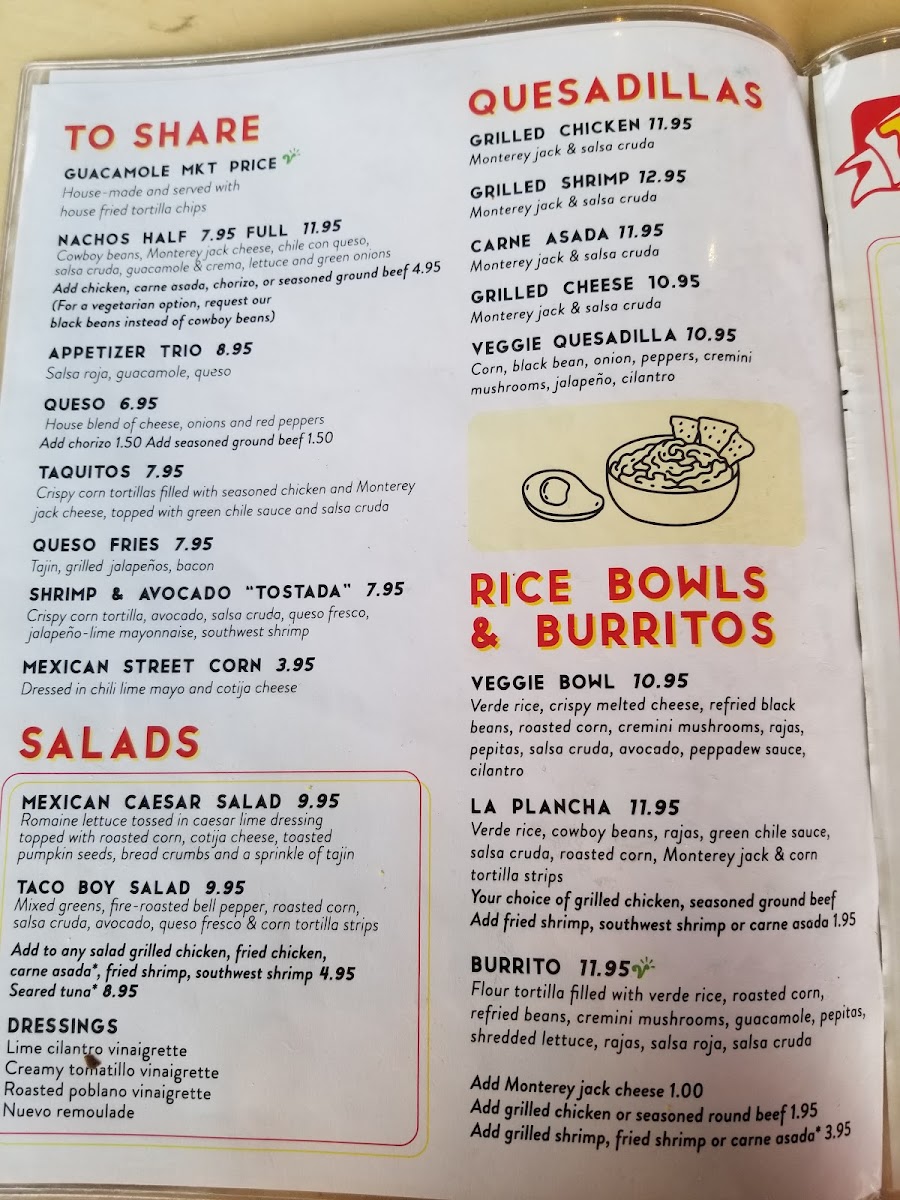 TO SHARE
GUACAMOLE MKT PRICE
House-made and served with
house fried tortilla chips
NACHOS HALF 7.95 FULL 11.95
Cowboy beans, Monterey jack cheese, chile con queso,
salsa cruda, guacamole & crema, lettuce and green onions
Add chicken, carne asada, chorizo, or seasoned ground beef 4.95
(For a vegetarian option, request our
black beans instead of cowboy beans)
APPETIZER TRIO 8.95
Salsa roja, guacamole, queso
QUESO 6.95
House blend of cheese, onions and red peppers
Add chorizo 1.50 Add seasoned ground beef 1.50
TAQUITOS 7.95
Crispy corn tortillas filled with seasoned chicken and Monterey
jack cheese, topped with green chile sauce and salsa cruda
QUESO FRIES 7.95
Tajin, grilled jalapeños, bacon
SHRIMP & AVOCADO "TOSTADA" 7.95
Crispy corn tortilla, avocado, salsa cruda, queso fresco,
jalapeño-lime mayonnaise, southwest shrimp
MEXICAN STREET CORN 3.95
Dressed in chili lime mayo and cotija cheese
SALADS
MEXICAN CAESAR SALAD 9.95
Romaine lettuce tossed in caesar lime dressing
topped with roasted corn, cotija cheese, toasted
pumpkin seeds, bread crumbs and a sprinkle of tajin
TACO BOY SALAD 9.95
Mixed greens, fire-roasted bell pepper, roasted corn,
salsa cruda, avocado, queso fresco & corn tortilla strips
Add to any salad grilled chicken, fried chicken,
carne asada*, fried shrimp, southwest shrimp 4.95
Seared tuna* 8.95
DRESSINGS
Lime cilantro vinaigrette
Creamy tomatillo vinaigrette
Roasted poblano vinaigrette
Nuevo remoulade
QUESADILLAS
GRILLED CHICKEN 11.95
Monterey jack & salsa cruda
GRILLED SHRIMP 12.95
Monterey jack & salsa cruda
CARNE ASADA 11.95
Monterey jack & salsa cruda
GRILLED CHEESE 10.95
Monterey jack & salsa cruda
VEGGIE QUESADILLA 10.95
Corn, black bean, onion, peppers, cremini
mushrooms, jalapeño, cilantro
RICE BOWLS
& BURRITOS
VEGGIE BOWL 10.95
Verde rice, crispy melted cheese, refried black
beans, roasted corn, cremini mushrooms, rajas,
pepitas, salsa cruda, avocado, peppadew sauce,
cilantro
LA PLANCHA 11.95
Verde rice, cowboy beans, rajas, green chile sauce,
salsa cruda, roasted corn, Monterey jack & corn
tortilla strips
Your choice of grilled chicken, seasoned ground beef
Add fried shrimp, southwest shrimp or carne asada 1.95
BURRITO 11.95
Flour tortilla filled with verde rice, roasted corn,
refried beans, cremini mushrooms, guacamole, pepitas,
shredded lettuce, rajas, salsa roja, salsa cruda
Add Monterey jack cheese 1.00
Add grilled chicken or seasoned round beef 1.95
Add grilled shrimp, fried shrimp or carne asada* 3.95